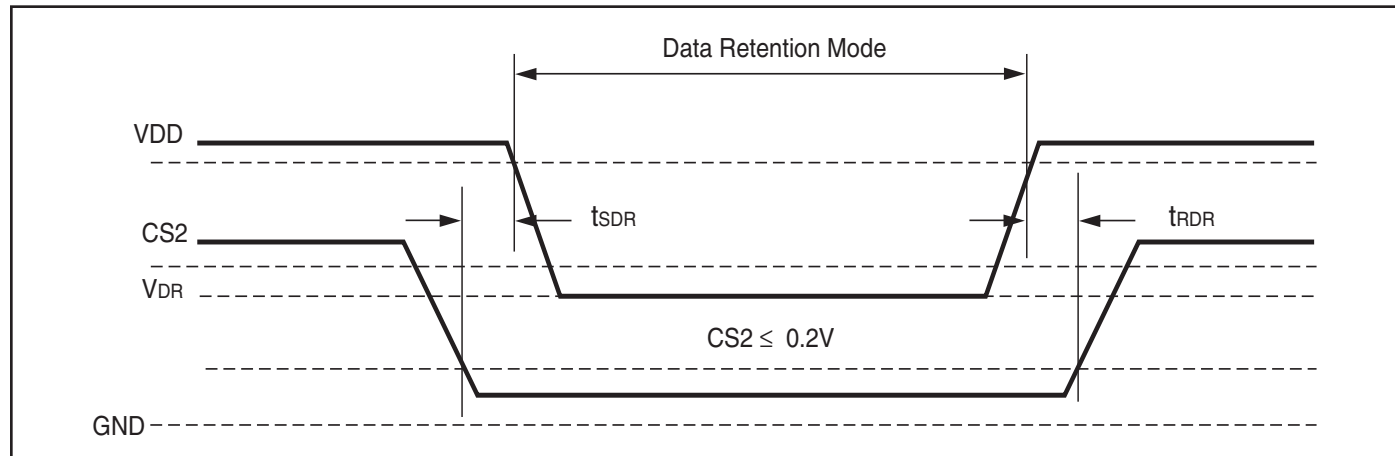 Data Retention Mode
VDD
tSDR
tRDR
CS2
VDR
CS2 ≤ 0.2V
GND